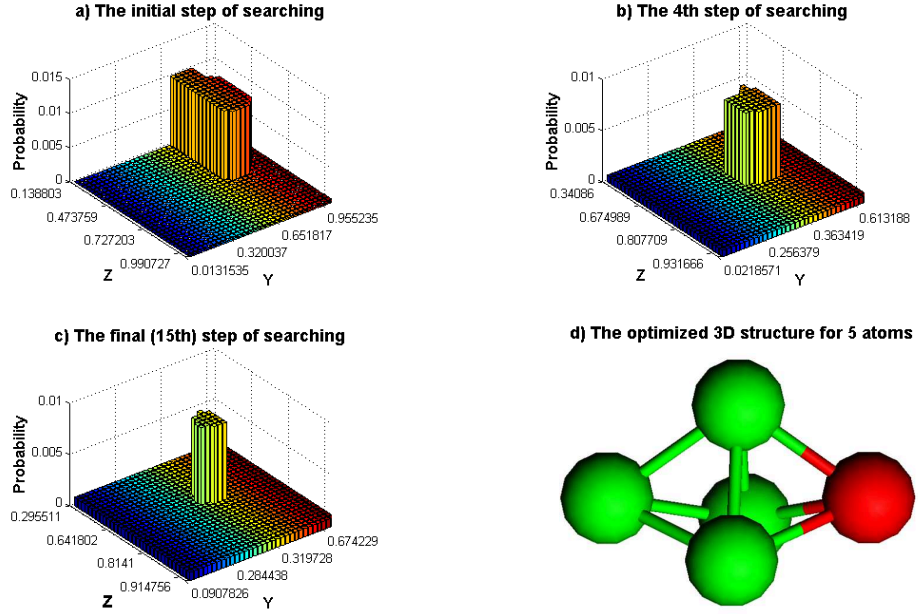 a) The initial step of searching
Probability
0.015
0.01
0.005
0
0.138803
0.473759
0.727203
0.990727
Z
0.0131535
0.320037
0.651817
0.955235
Y
b) The 4th step of searching
Probability
0.01
0.005
0
0.34086
0.674989
0.807709
0.931666
Z
0.0218571
0.256379
0.363419
0.613188
Y
c) The final (15th) step of searching
Probability
0.01
0.005
0
0.295511
0.641802
0.8141
0.914756
Z
0.0907826
0.284438
0.319728
0.674229
Y
d) The optimized 3D structure for 5 atoms